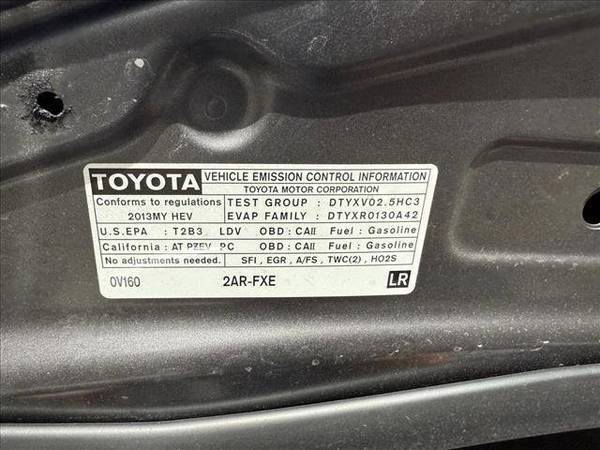 TOYOTA VEHICLE EMISSION CONTROL INFORMATION
TOYOTA MOTOR CORPORATION
Conforms to regulations
2013MY HEV
TEST GROUP : DTYXV02.5HC3
EVAP FAMILY : DTYXR0130A42
U.S.EPA : T2B3 LDV OBD : CAII Fuel : Gasoline
California : AT PZEV PC OBD : CAII Fuel : Gasoline
No adjustments needed. SFI , EGR , A/FS , TWC(2) , HO2S
0V160 2AR-FXE LR